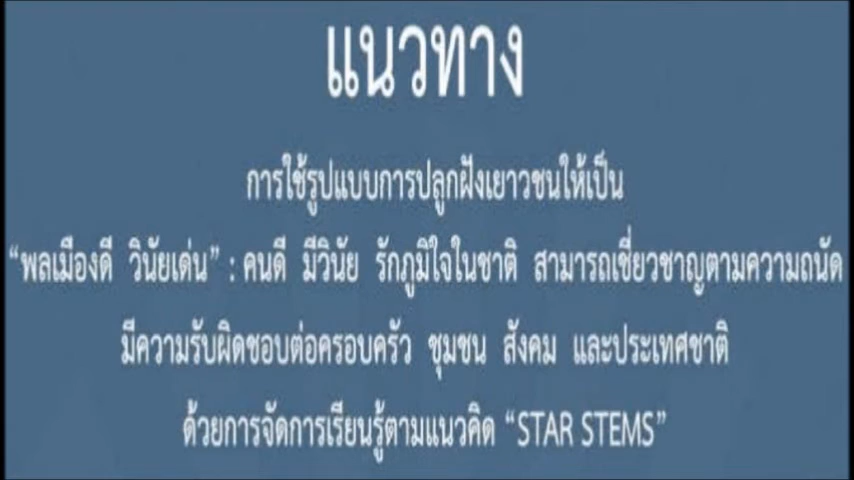 แนวทาง
การใช้รูปแบบการปลูกฝังเยาวชนให้เป็น
“พลเมืองดี วินัยเด่น” : คนดี มีวินัย รักภูมิใจในชาติ สามารถเชี่ยวชาญตามความถนัด
มีความรับผิดชอบต่อครอบครัว ชุมชน สังคม และประเทศชาติ
ด้วยการจัดการเรียนรู้ตามแนวคิด “STAR STEMS”